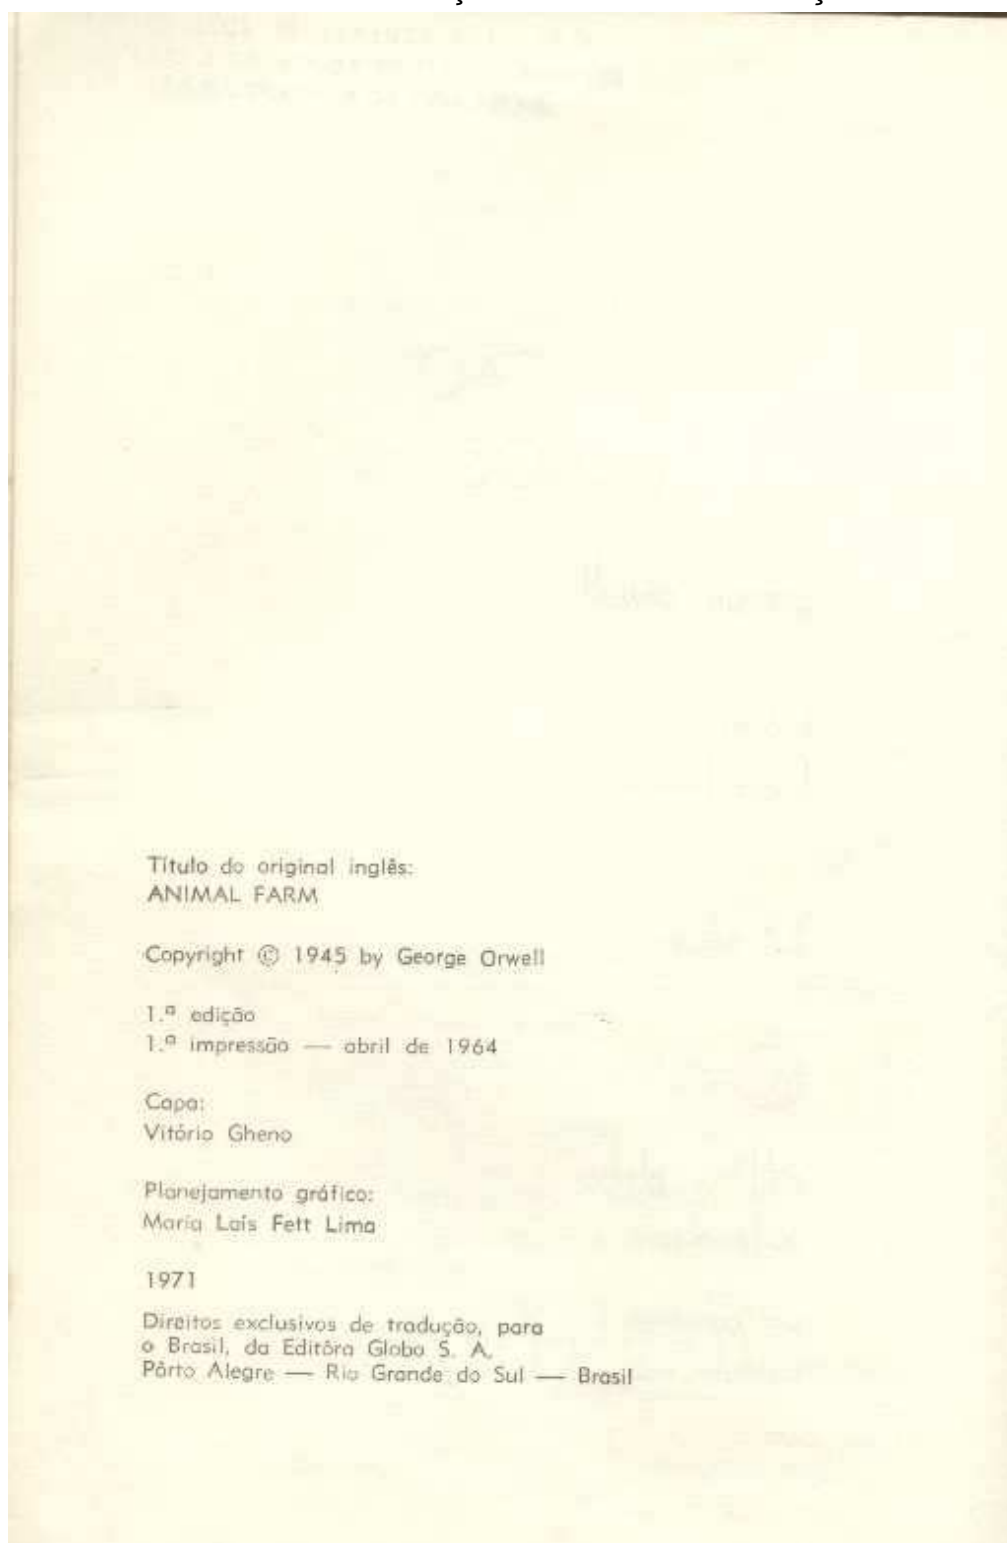 Título do original inglês:
ANIMAL FARM
Copyright © 1945 by George Orwell
1.ª edição
1.ª impressão — abril de 1964
Capa:
Vitório Gheno
Planejamento gráfico:
Maria Laís Fett Lima
1971
Direitos exclusivos de tradução, para
o Brasil, da Editôra Globo S. A.
Pôrto Alegre — Rio Grande do Sul — Brasil